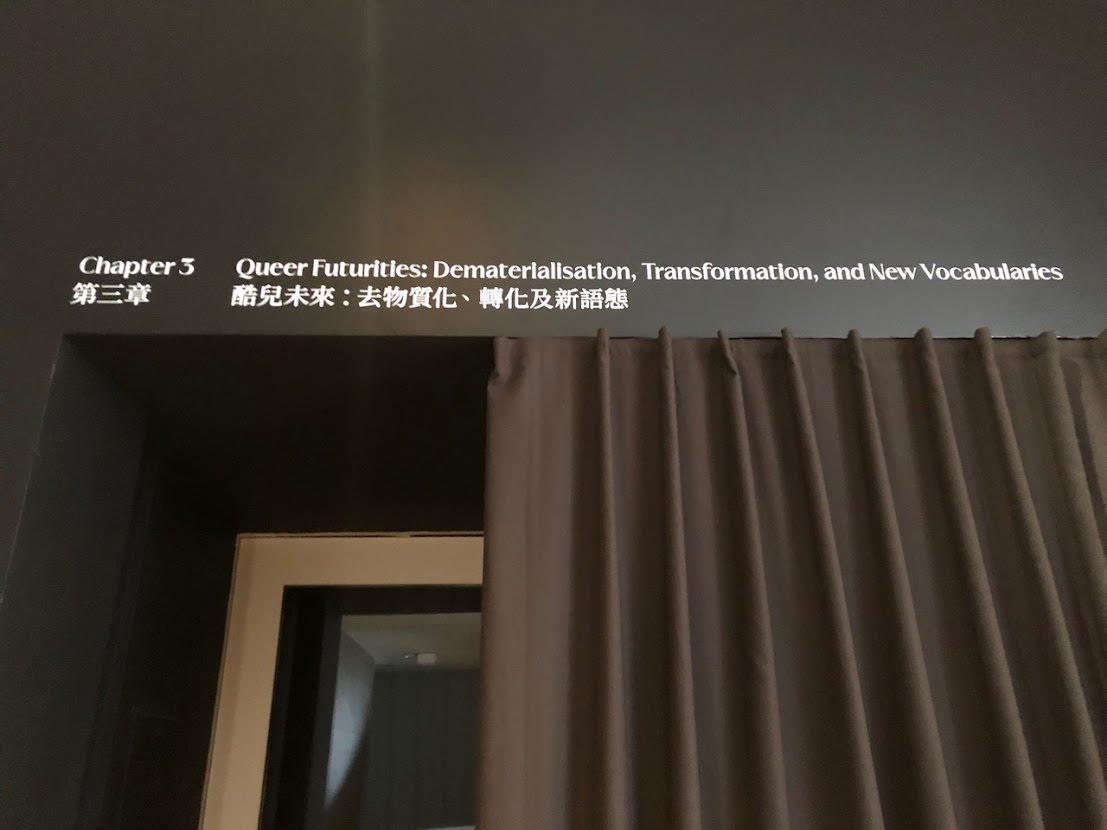 Chapter 3 Queer Futurities: Dematerialisation, Transformation, and New Vocabularies
第三章 酷兒未來：去物質化、轉化及新語態